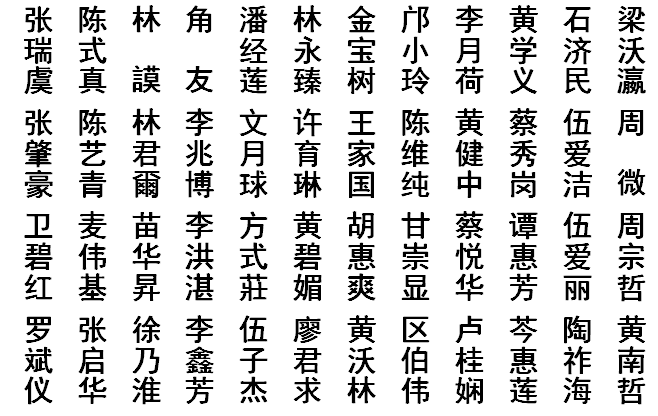 张瑞虞
陈式真
林謨
角友
潘经莲
林永臻
金宝树
邝小玲
李月荷
黄学义
石济民
梁沃瀛
张肇豪
陈艺青
林君爾
李兆博
文月球
许育琳
王家国
陈维纯
黄健中
蔡秀岗
伍爱洁
周微
卫碧红
麦伟基
苗华昇
李洪湛
方式莊
黄碧媚
胡惠爽
甘崇显
蔡悦华
谭惠芳
伍爱丽
周宗哲
罗斌仪
张启华
徐乃淮
李鑫芳
伍子杰
廖君求
黄沃林
区伯伟
卢桂娴
芩惠莲
陶祚海
黄南哲